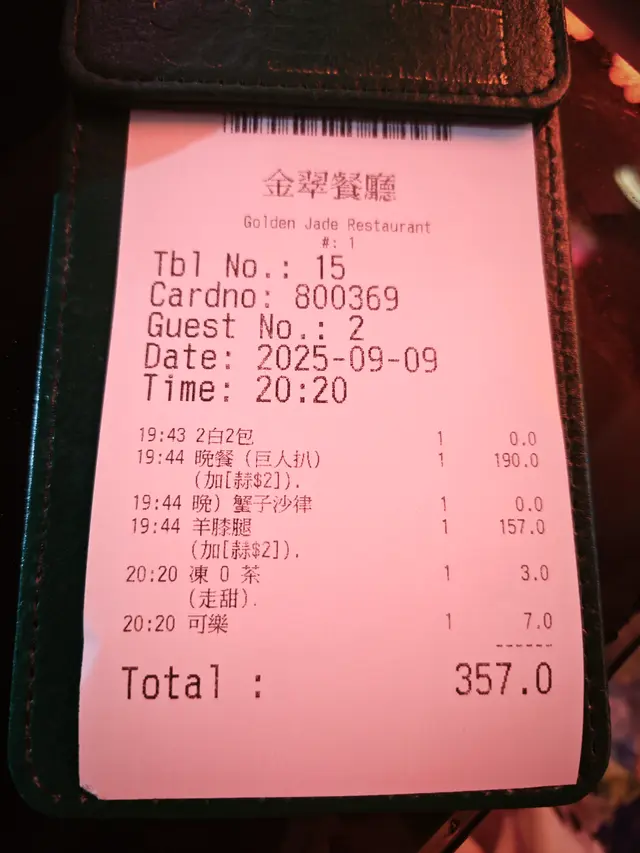 金翠餐廳
Golden Jade Restaurant
#: 1
Tbl No.: 15
Cardno: 800369
Guest No.: 2
Date: 2025-09-09
Time: 20:20
19:43 2白2包 1 0.0
19:44 晚餐 (巨人扒) 1 190.0
(加[蒜$2]).
19:44 晚) 蟹子沙律 1 0.0
19:44 羊膝腿 1 157.0
(加[蒜$2]).
20:20 凍 0 茶 1 3.0
(走甜).
20:20 可樂 1 7.0
------
Total : 357.0